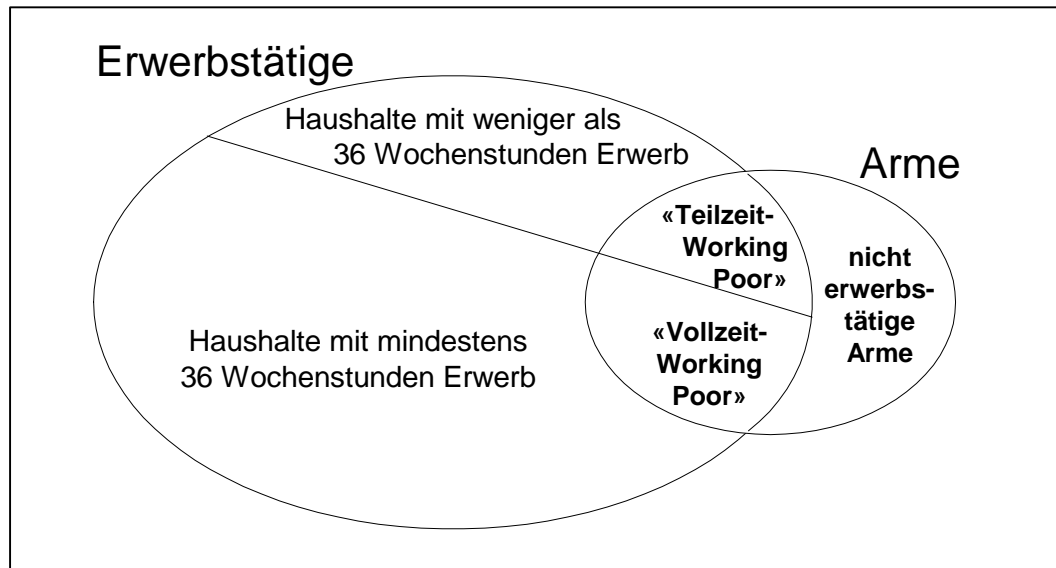 Erwerbstätige
Haushalte mit weniger als
36 Wochenstunden Erwerb
Arme
«Teilzeit-
Working
Poor»
nicht
erwerbs-
tätige
Arme
Haushalte mit mindestens
36 Wochenstunden Erwerb
«Vollzeit-
Working
Poor»